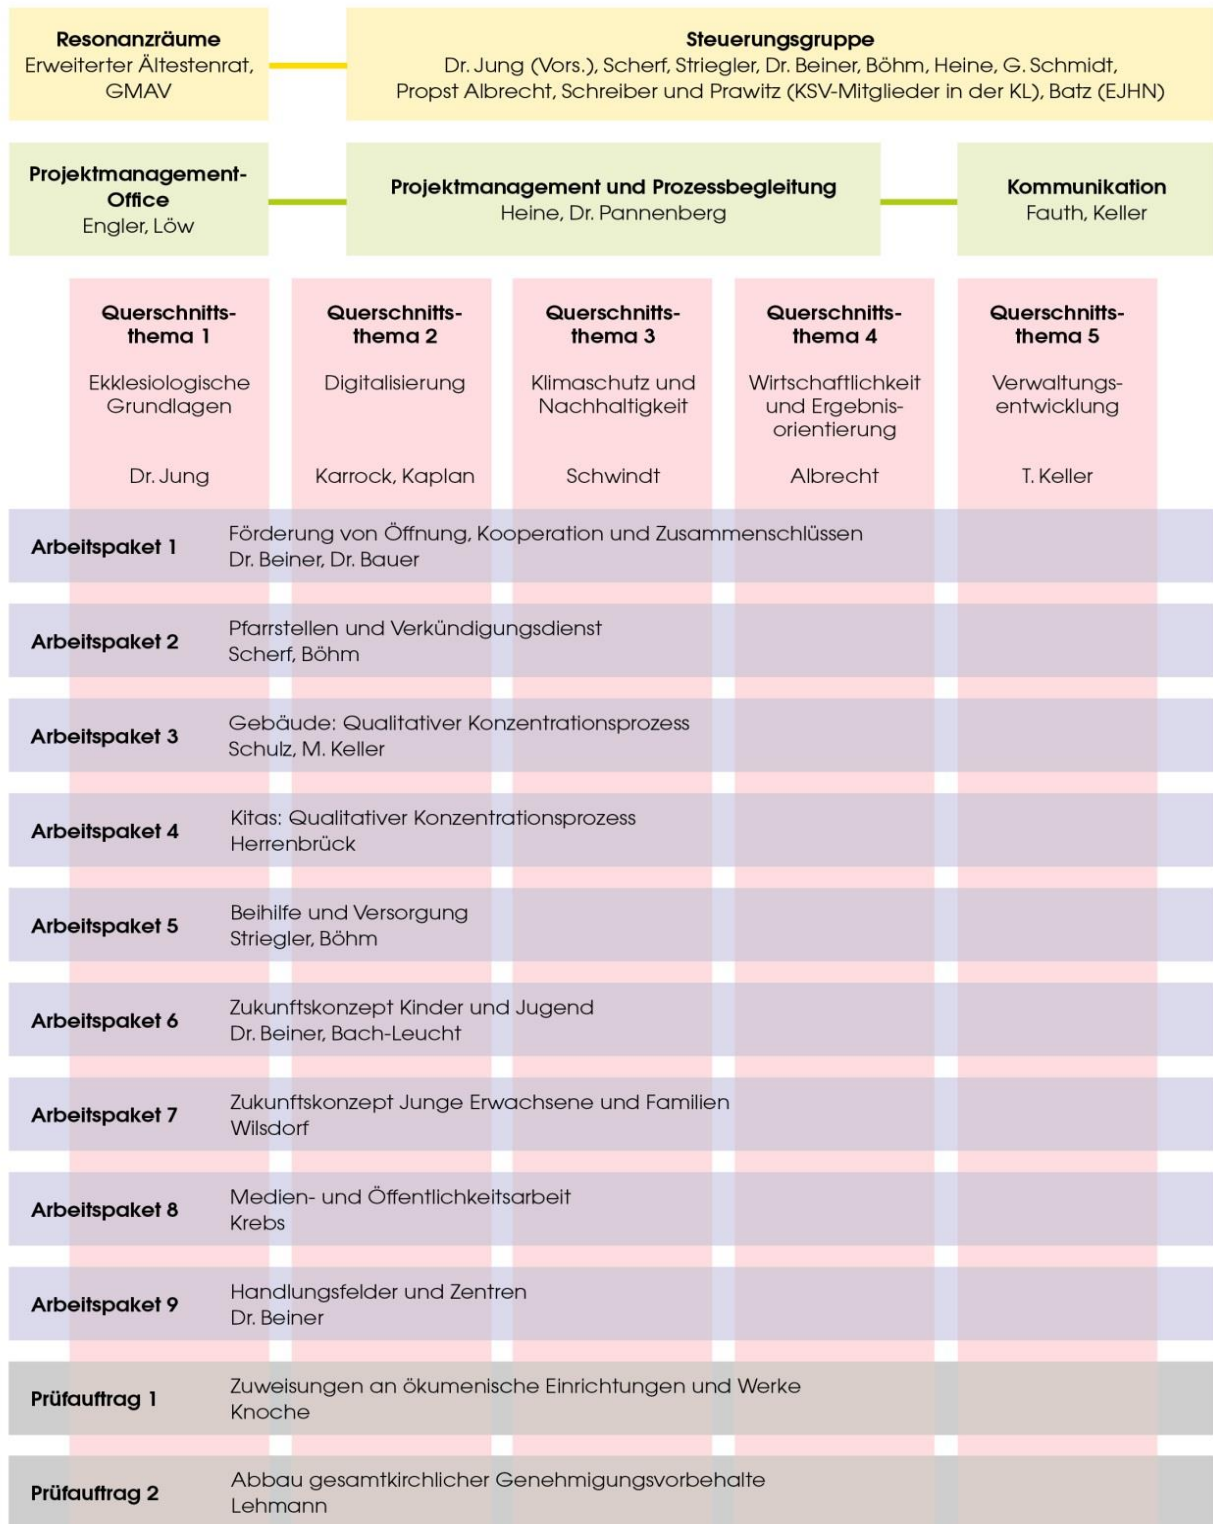 Resonanzräume
Erweiterter Ältestenrat,
GMAV
Steuerungsgruppe
Dr. Jung (Vors.), Scherf, Striegler, Dr. Beiner, Böhm, Heine, G. Schmidt,
Propst Albrecht, Schreiber und Prawitz (KSV-Mitglieder in der KL), Batz (EJHN)
Projektmanagement-
Office
Engler, Löw
Projektmanagement und Prozessbegleitung
Heine, Dr. Pannenberg
Kommunikation
Fauth, Keller
Querschnitts-
thema 1
Ekklesiologische
Grundlagen
Dr. Jung
Querschnitts-
thema 2
Digitalisierung
Karrock, Kaplan
Querschnitts-
thema 3
Klimaschutz und
Nachhaltigkeit
Schwindt
Querschnitts-
thema 4
Wirtschaftlichkeit
und Ergebnis-
orientierung
Albrecht
Querschnitts-
thema 5
Verwaltungs-
entwicklung
T. Keller
Arbeitspaket 1
Förderung von Öffnung, Kooperation und Zusammenschlüssen
Dr. Beiner, Dr. Bauer
Arbeitspaket 2
Pfarrstellen und Verkündigungsdienst
Scherf, Böhm
Arbeitspaket 3
Gebäude: Qualitativer Konzentrationsprozess
Schulz, M. Keller
Arbeitspaket 4
Kitas: Qualitativer Konzentrationsprozess
Herrenbrück
Arbeitspaket 5
Beihilfe und Versorgung
Striegler, Böhm
Arbeitspaket 6
Zukunftskonzept Kinder und Jugend
Dr. Beiner, Bach-Leucht
Arbeitspaket 7
Zukunftskonzept Junge Erwachsene und Familien
Wilsdorf
Arbeitspaket 8
Medien- und Öffentlichkeitsarbeit
Krebs
Arbeitspaket 9
Handlungsfelder und Zentren
Dr. Beiner
Prüfauftrag 1
Zuweisungen an ökumenische Einrichtungen und Werke
Knoche
Prüfauftrag 2
Abbau gesamtkirchlicher Genehmigungsvorbehalte
Lehmann